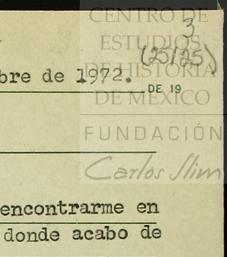 CENTRO DE
3
ESTUDIOS
(25/25)
bre de 1972.
DE HISTORIA
DE 19
DE MÉXICO
FUNDACIÓN
Carlos Slim
encontrarme en
donde acabo de